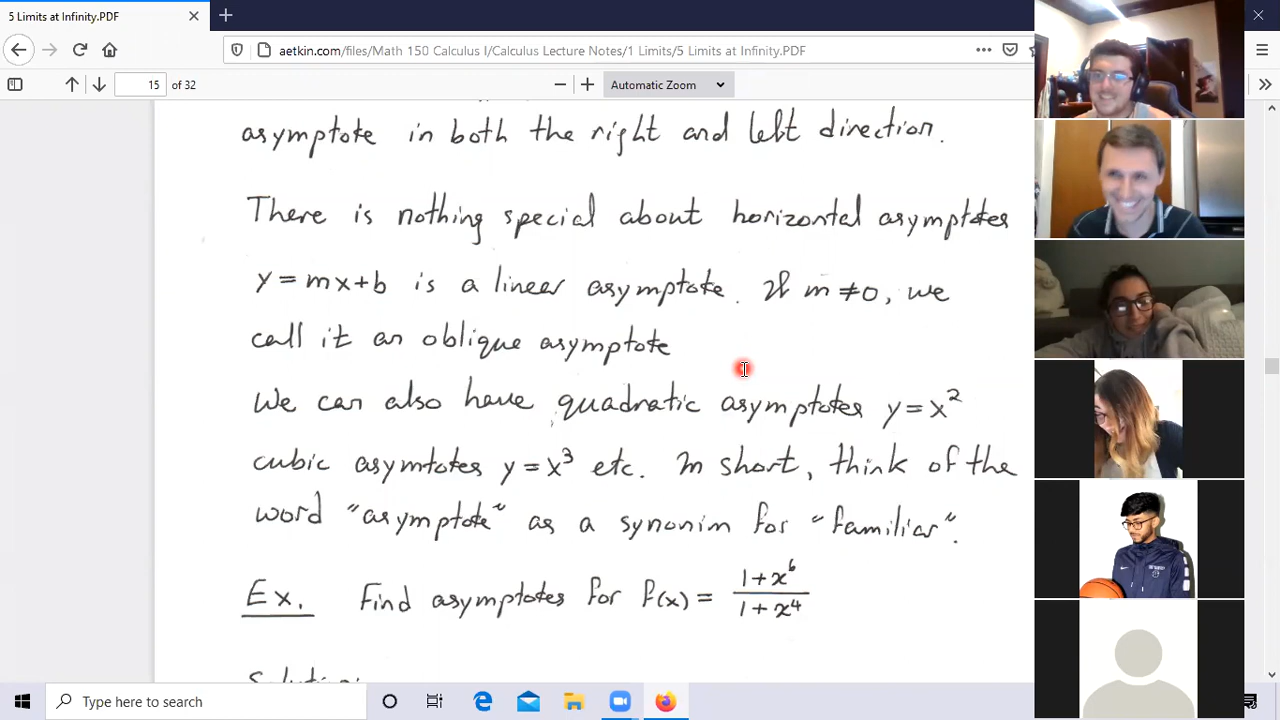 5 Limits at Infinity.PDF
aetkin.com/files/Math 150 Calculus I/Calculus Lecture Notes/1 Limits/5 Limits at Infinity.PDF
15 of 32
Automatic Zoom
asymptote in both the right and left direction.
There is nothing special about horizontal asymptotes
y = mx+b is a linear asymptote. If m ≠ 0, we
call it an oblique asymptote
We can also have quadratic asymptotes y = x²
cubic asymtotes y = x³ etc. In short, think of the
word "asymptote" as a synonim for "familiar".
Ex. Find asymptotes for f(x) = (1+x⁶)/(1+x⁴)
Solution:
Type here to search